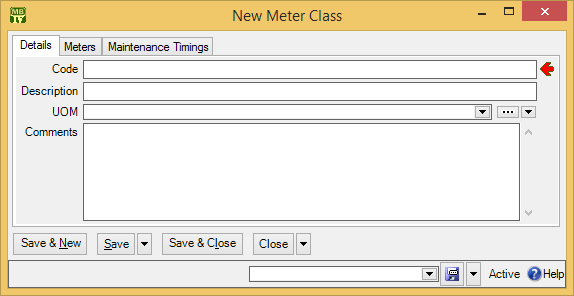 MB
TY
New Meter Class
Details Meters Maintenance Timings
Code
Description
UOM
Comments
Save & New Save Save & Close Close
Active Help